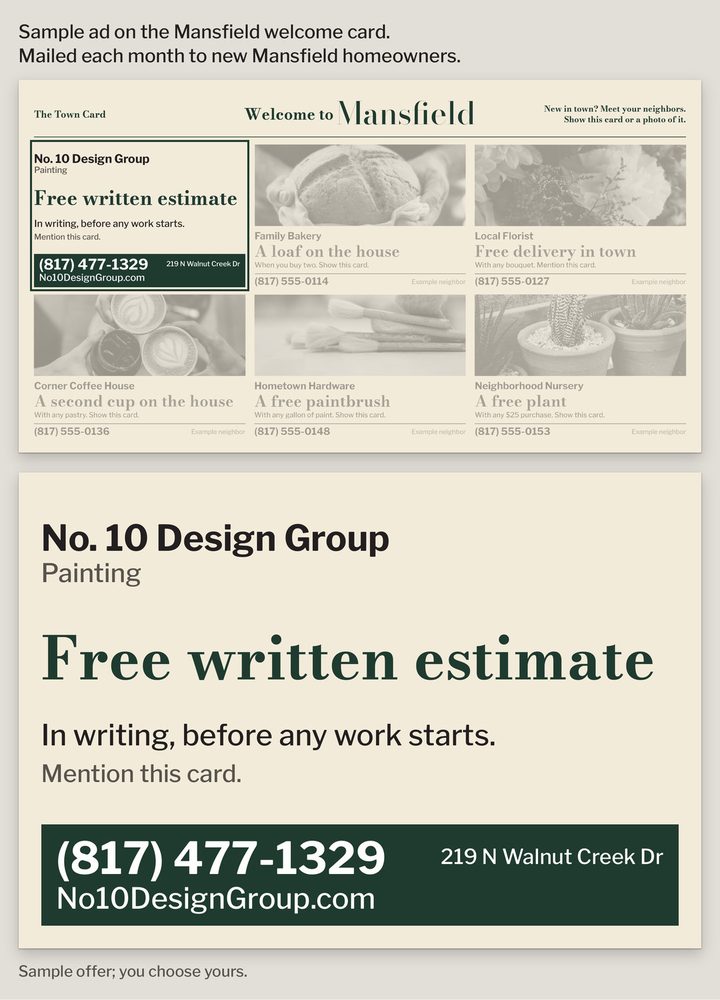 Sample ad on the Mansfield welcome card.
Mailed each month to new Mansfield homeowners.
The Town Card
Welcome to Mansfield
New in town? Meet your neighbors.
Show this card or a photo of it.
No. 10 Design Group
Painting
Free written estimate
In writing, before any work starts.
Mention this card.
(817) 477-1329
219 N Walnut Creek Dr
No10DesignGroup.com
Family Bakery
A loaf on the house
When you buy two. Show this card.
(817) 555-0114
Example neighbor
Local Florist
Free delivery in town
With any bouquet. Mention this card.
(817) 555-0127
Example neighbor
Corner Coffee House
A second cup on the house
With any pastry. Show this card.
(817) 555-0136
Example neighbor
Hometown Hardware
A free paintbrush
With any gallon of paint. Show this card.
(817) 555-0148
Example neighbor
Neighborhood Nursery
A free plant
With any $25 purchase. Show this card.
(817) 555-0153
Example neighbor
No. 10 Design Group
Painting
Free written estimate
In writing, before any work starts.
Mention this card.
(817) 477-1329
219 N Walnut Creek Dr
No10DesignGroup.com
Sample offer; you choose yours.